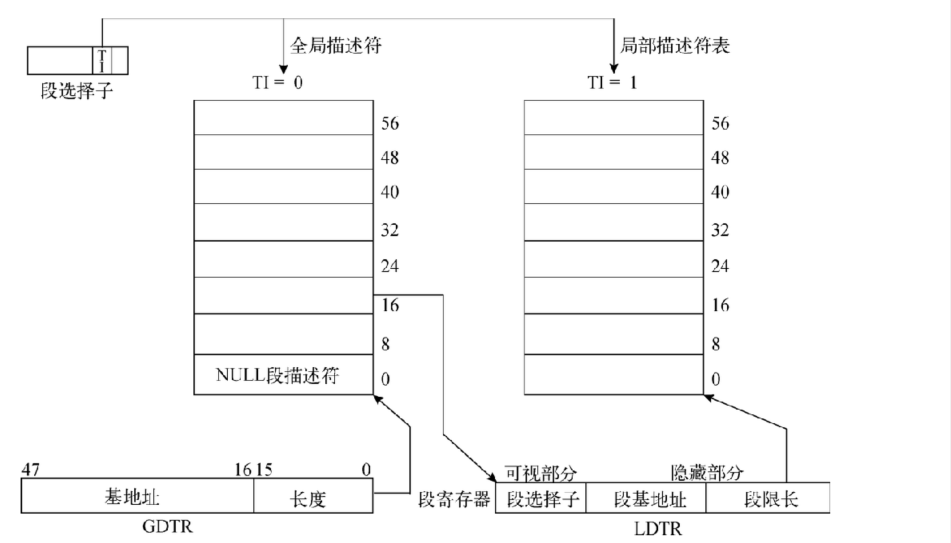 全局描述符
局部描述符表
TI
段选择子
TI = 0
TI = 1
56
48
40
32
24
16
8
NULL段描述符 0
56
48
40
32
24
16
8
0
47 16 15 0
基地址 长度
GDTR
可视部分 隐藏部分
段寄存器 段选择子 段基地址 段限长
LDTR